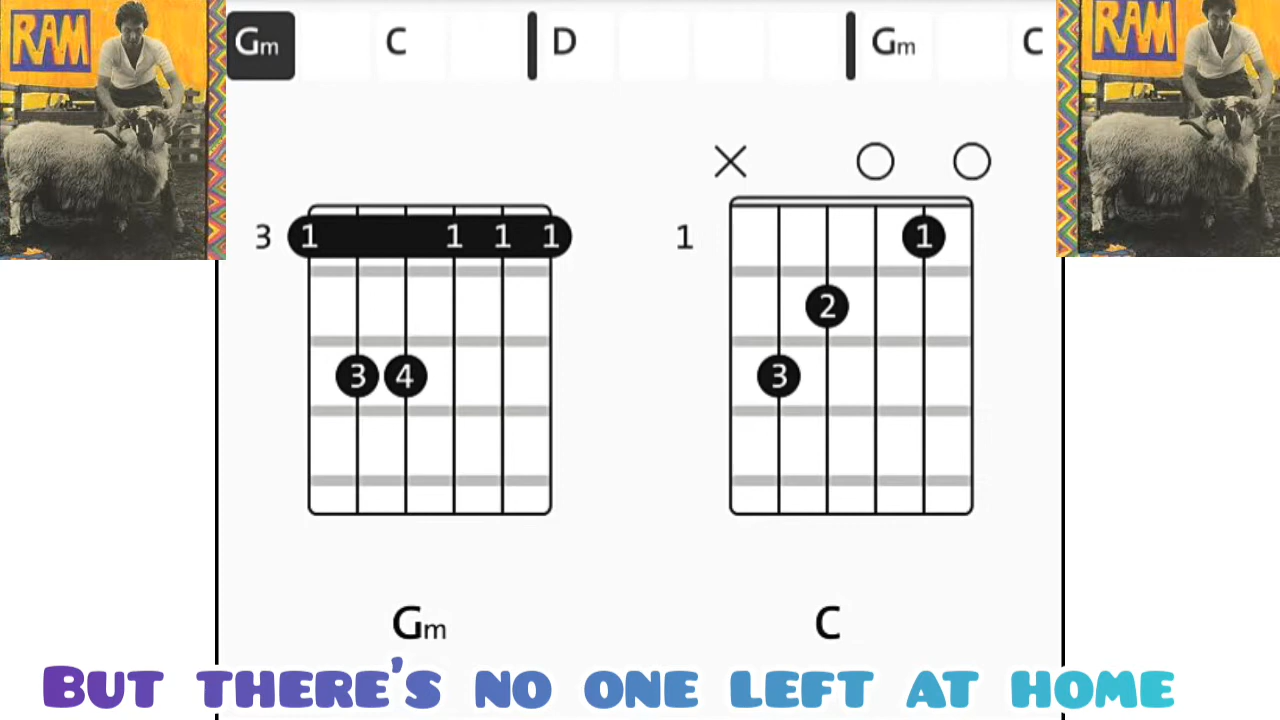 RAM
Gm C D Gm C
RAM
3 1 1 1 1
3 4
1 1
2
3
Gm
C
BUT THERE'S NO ONE LEFT AT HOME